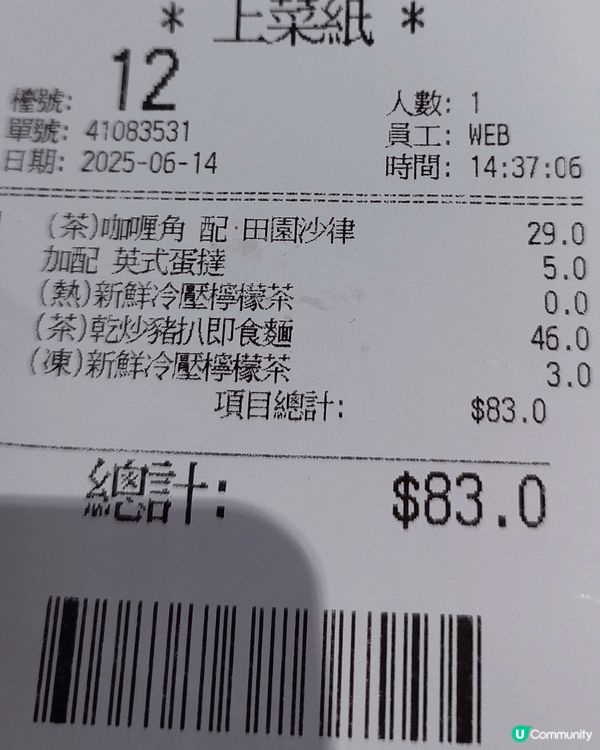 * 上菜紙 *
檯號: 12 人數: 1
單號: 41083531 員工: WEB
日期: 2025-06-14 時間: 14:37:06
(茶)咖喱角 配 田園沙律 29.0
加配 英式蛋撻 5.0
(熱)新鮮冷壓檸檬茶 0.0
(茶)乾炒豬扒即食麵 46.0
(凍)新鮮冷壓檸檬茶 3.0
項目總計: $83.0
總計: $83.0
U Community